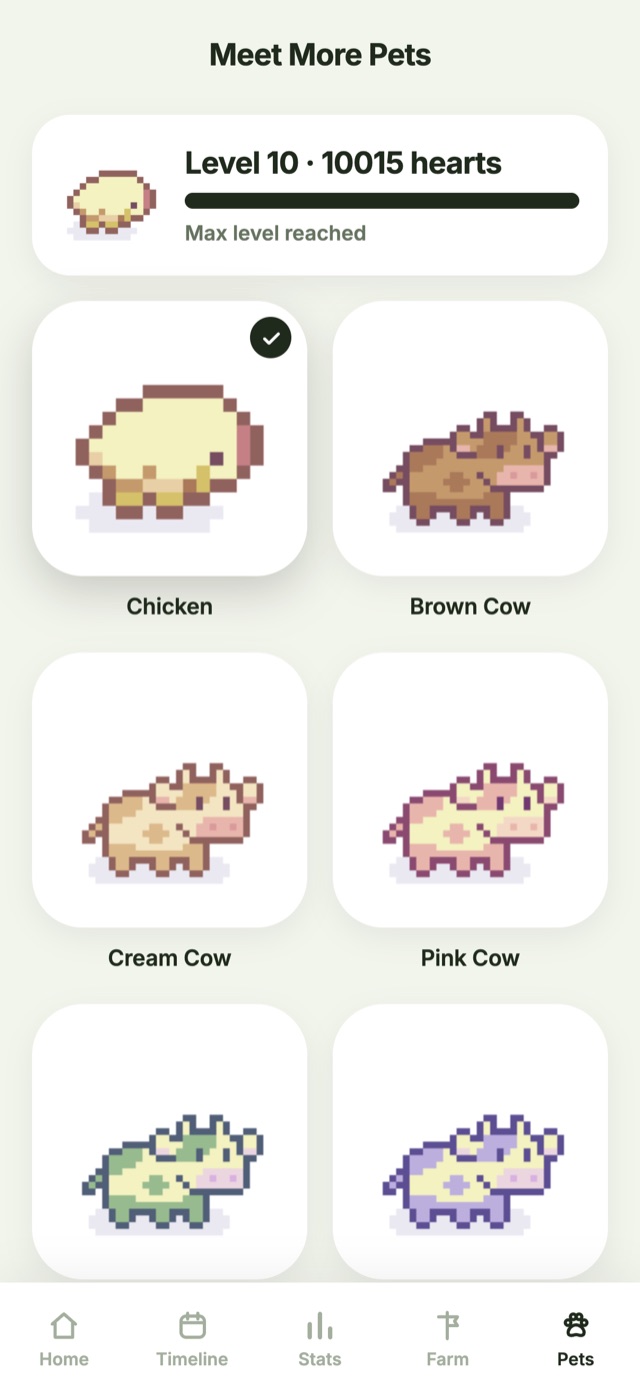 Meet More Pets
Level 10 · 10015 hearts
Max level reached
Chicken
Brown Cow
Cream Cow
Pink Cow
Home
Timeline
Stats
Farm
Pets